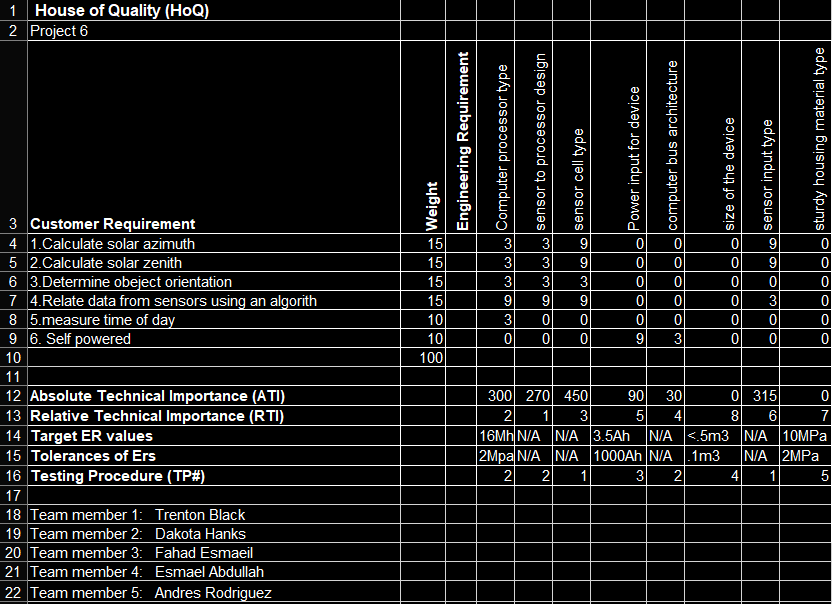 1 House of Quality (HoQ)
2 Project 6
3 Customer Requirement Weight Engineering Requirement Computer processor type sensor to processor design sensor cell type Power input for device computer bus architecture size of the device sensor input type sturdy housing material type
4 1.Calculate solar azimuth 15 3 3 9 0 0 0 9 0
5 2.Calculate solar zenith 15 3 3 9 0 0 0 9 0
6 3.Determine obeject orientation 15 3 3 3 0 0 0 0 0
7 4.Relate data from sensors using an algorith 15 9 9 9 0 0 0 3 0
8 5.measure time of day 10 3 0 0 0 0 0 0 0
9 6. Self powered 10 0 0 0 9 3 0 0 0
10 100
11
12 Absolute Technical Importance (ATI) 300 270 450 90 30 0 315 0
13 Relative Technical Importance (RTI) 2 1 3 5 4 8 6 7
14 Target ER values 16Mh N/A N/A 3.5Ah N/A <.5m3 N/A 10MPa
15 Tolerances of Ers 2Mpa N/A N/A 1000Ah N/A .1m3 N/A 2MPa
16 Testing Procedure (TP#) 2 2 1 3 2 4 1 5
17
18 Team member 1: Trenton Black
19 Team member 2: Dakota Hanks
20 Team member 3: Fahad Esmaeil
21 Team member 4: Esmael Abdullah
22 Team member 5: Andres Rodriguez